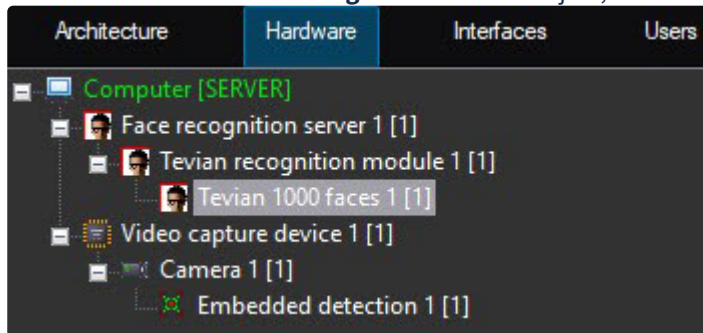 Architecture Hardware Interfaces Users
Computer [SERVER]
Face recognition server 1 [1]
Tevian recognition module 1 [1]
Tevian 1000 faces 1 [1]
Video capture device 1 [1]
Camera 1 [1]
Embedded detection 1 [1]